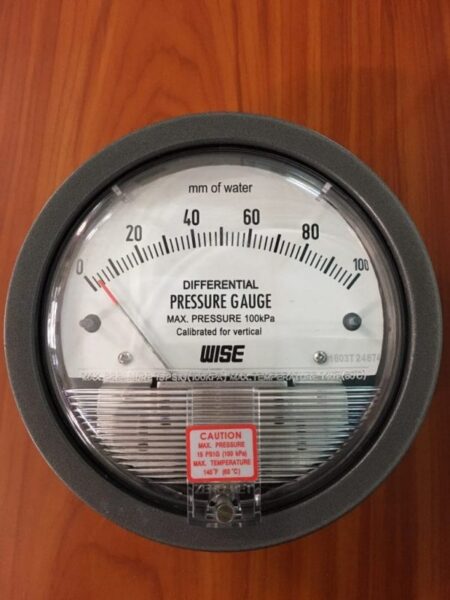 mm of water
0 20 40 60 80 100
DIFFERENTIAL
PRESSURE GAUGE
MAX. PRESSURE 100kPa
Calibrated for vertical
WISE
CAUTION
MAX. PRESSURE
15 PSIG (100 kPa)
MAX. TEMPERATURE
140°F (60°C)